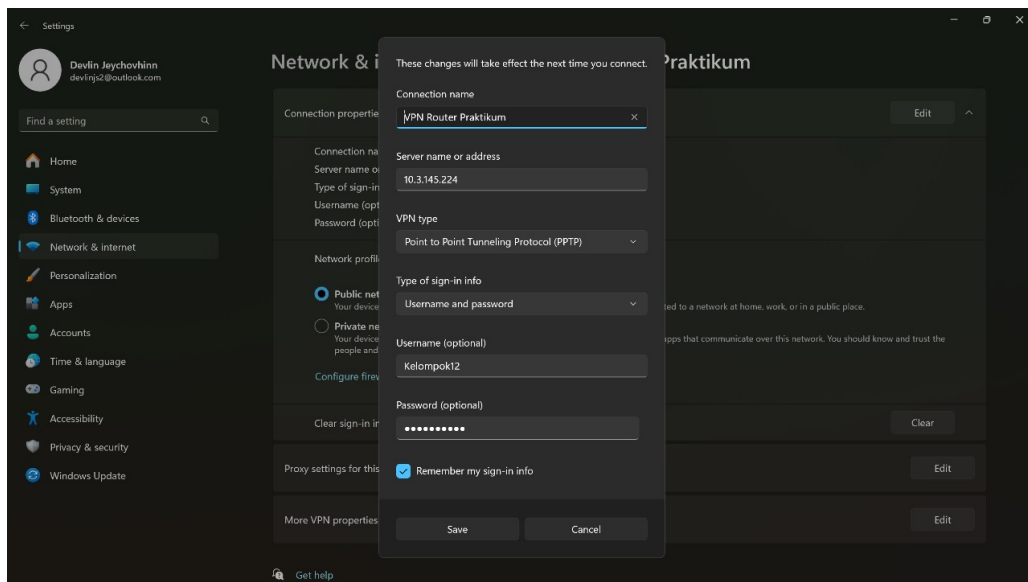 Settings
Devlin Jeychovhinn
devlinjs2@outlook.com
Find a setting
Home
System
Bluetooth & devices
Network & internet
Personalization
Apps
Accounts
Time & language
Gaming
Accessibility
Privacy & security
Windows Update
Network & i
Praktikum
Connection propertie
Edit
Connection na
Server name o
Type of sign-in
Username (opt
Password (opti
Network profil
Public net
Your device
ted to a network at home, work, or in a public place.
Private ne
Your device
apps that communicate over this network. You should know and trust the
people and
Configure firew
Clear sign-in in
Clear
Proxy settings for this
Edit
More VPN properties
Edit
Get help
These changes will take effect the next time you connect.
Connection name
VPN Router Praktikum
Server name or address
10.3.145.224
VPN type
Point to Point Tunneling Protocol (PPTP)
Type of sign-in info
Username and password
Username (optional)
Kelompok12
Password (optional)
••••••••••
Remember my sign-in info
Save
Cancel